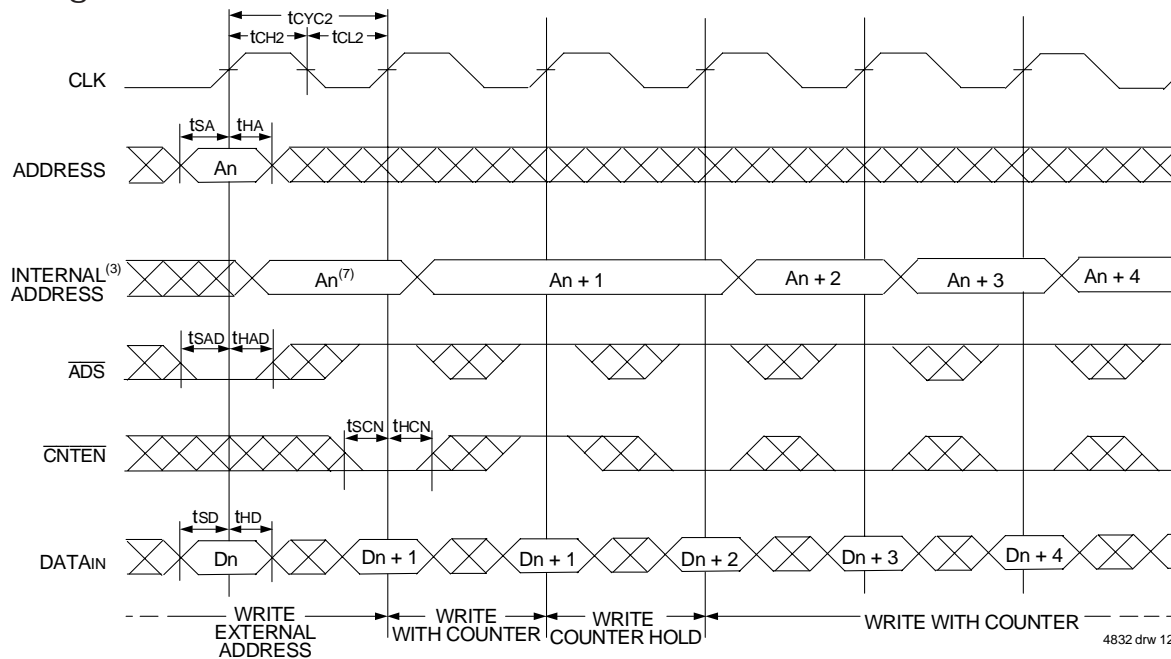 tCYC2
tCH2 tCL2
CLK
tSA tHA
ADDRESS An
INTERNAL(3)
ADDRESS
An(7) An + 1 An + 2 An + 3 An + 4
tSAD tHAD
ADS
tSCN tHCN
CNTEN
tSD tHD
DATAIN Dn Dn + 1 Dn + 1 Dn + 2 Dn + 3 Dn + 4
WRITE
EXTERNAL
ADDRESS
WRITE
WITH COUNTER
WRITE
COUNTER HOLD
WRITE WITH COUNTER
4832 drw 12